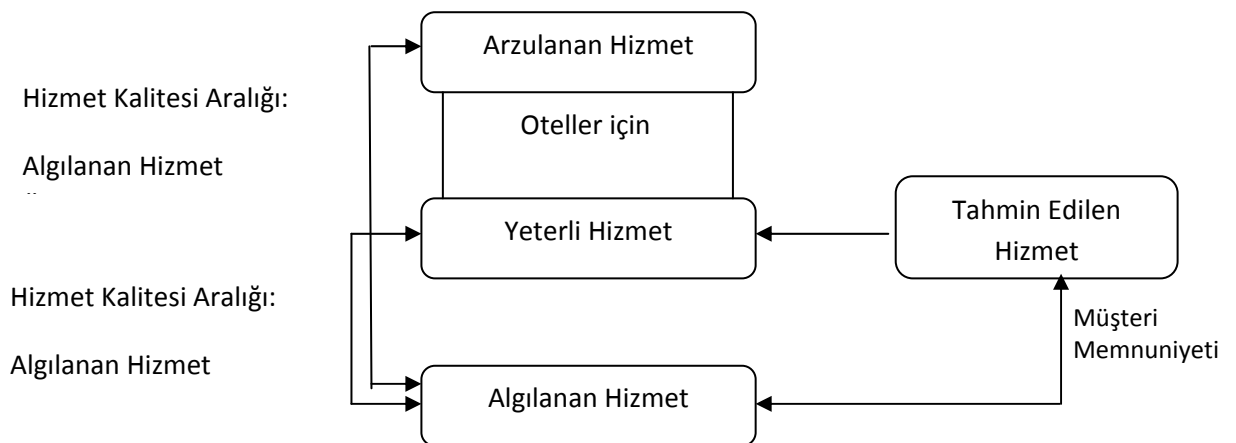 Arzulanan Hizmet
Hizmet Kalitesi Aralığı:
Algılanan Hizmet
Oteller için
Yeterli Hizmet
Tahmin Edilen
Hizmet
Hizmet Kalitesi Aralığı:
Algılanan Hizmet
Müşteri
Memnuniyeti
Algılanan Hizmet